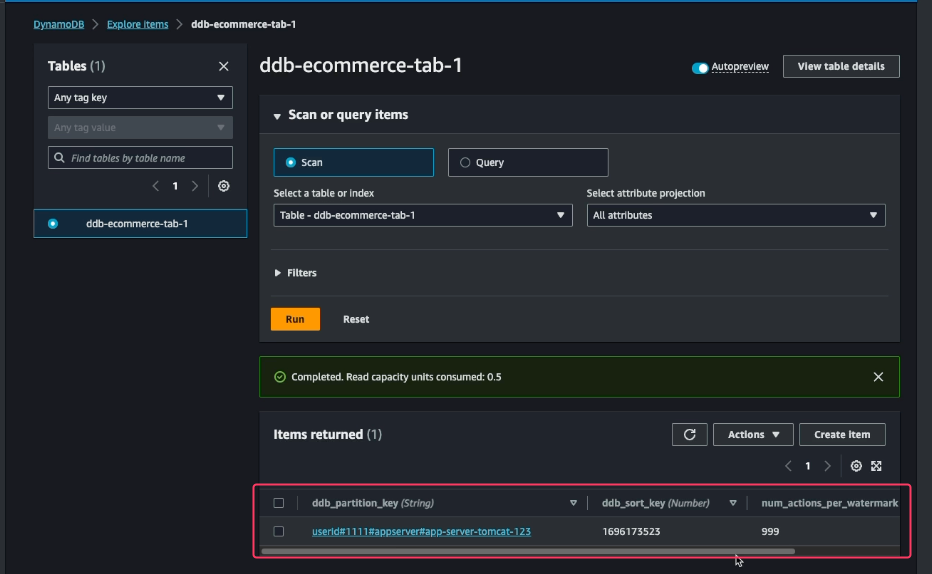 DynamoDB > Explore items > ddb-ecommerce-tab-1
Tables (1)
Any tag key
Any tag value
Find tables by table name
1
ddb-ecommerce-tab-1
ddb-ecommerce-tab-1
Autopreview
View table details
Scan or query items
Scan
Query
Select a table or index
Select attribute projection
Table - ddb-ecommerce-tab-1
All attributes
Filters
Run
Reset
Completed. Read capacity units consumed: 0.5
Items returned (1)
Actions
Create item
1
ddb_partition_key (String)
ddb_sort_key (Number)
num_actions_per_watermark
userid#1111#appserver#app-server-tomcat-123
1696173523
999